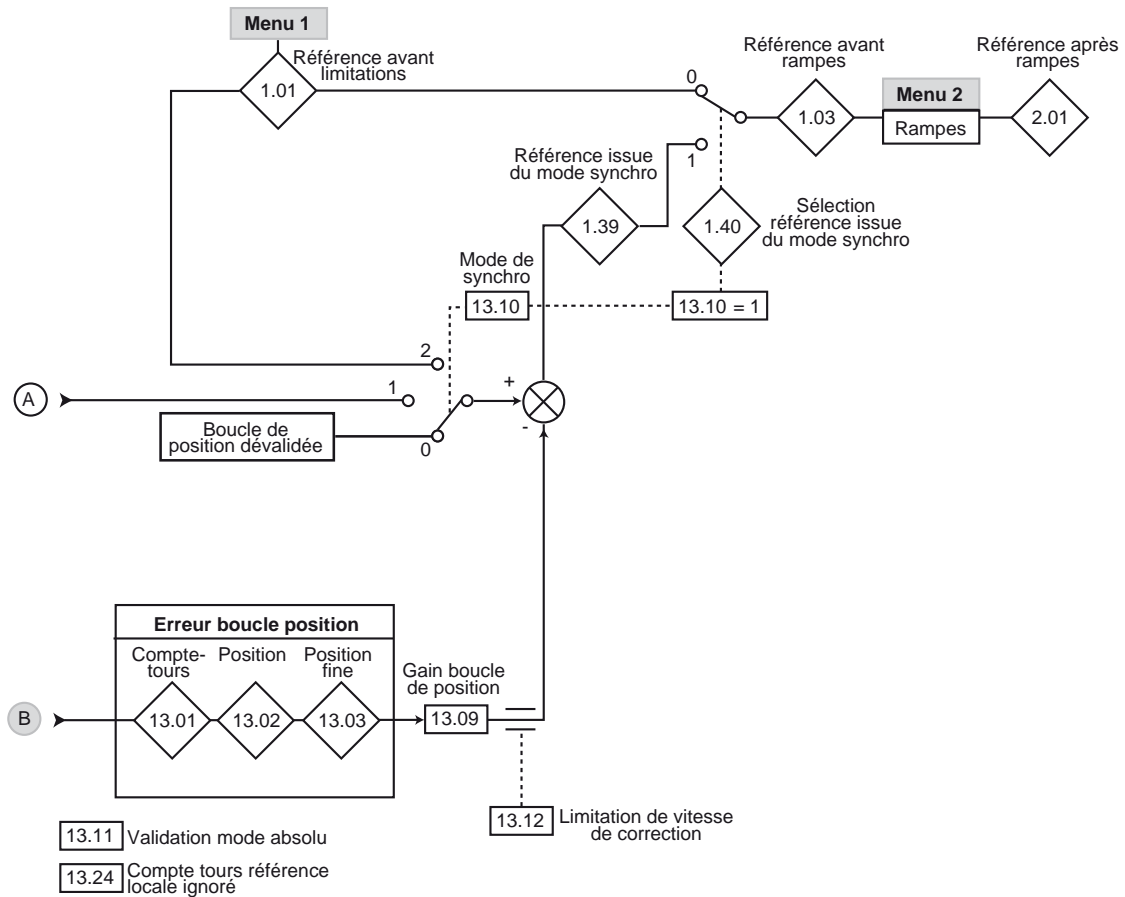 Menu 1
Référence avant
limitations
1.01
0
Référence avant
rampes
1.03
Menu 2
Rampes
Référence après
rampes
2.01
1
Référence issue
du mode synchro
1.39
1.40
Sélection
référence issue
du mode synchro
Mode de
synchro
13.10
13.10 = 1
2
A
1
+
-
Boucle de
position dévalidée
0
Erreur boucle position
Compte-
tours
Position
Position
fine
B
13.01
13.02
13.03
Gain boucle
de position
13.09
13.12
Limitation de vitesse
de correction
13.11
Validation mode absolu
13.24
Compte tours référence
locale ignoré